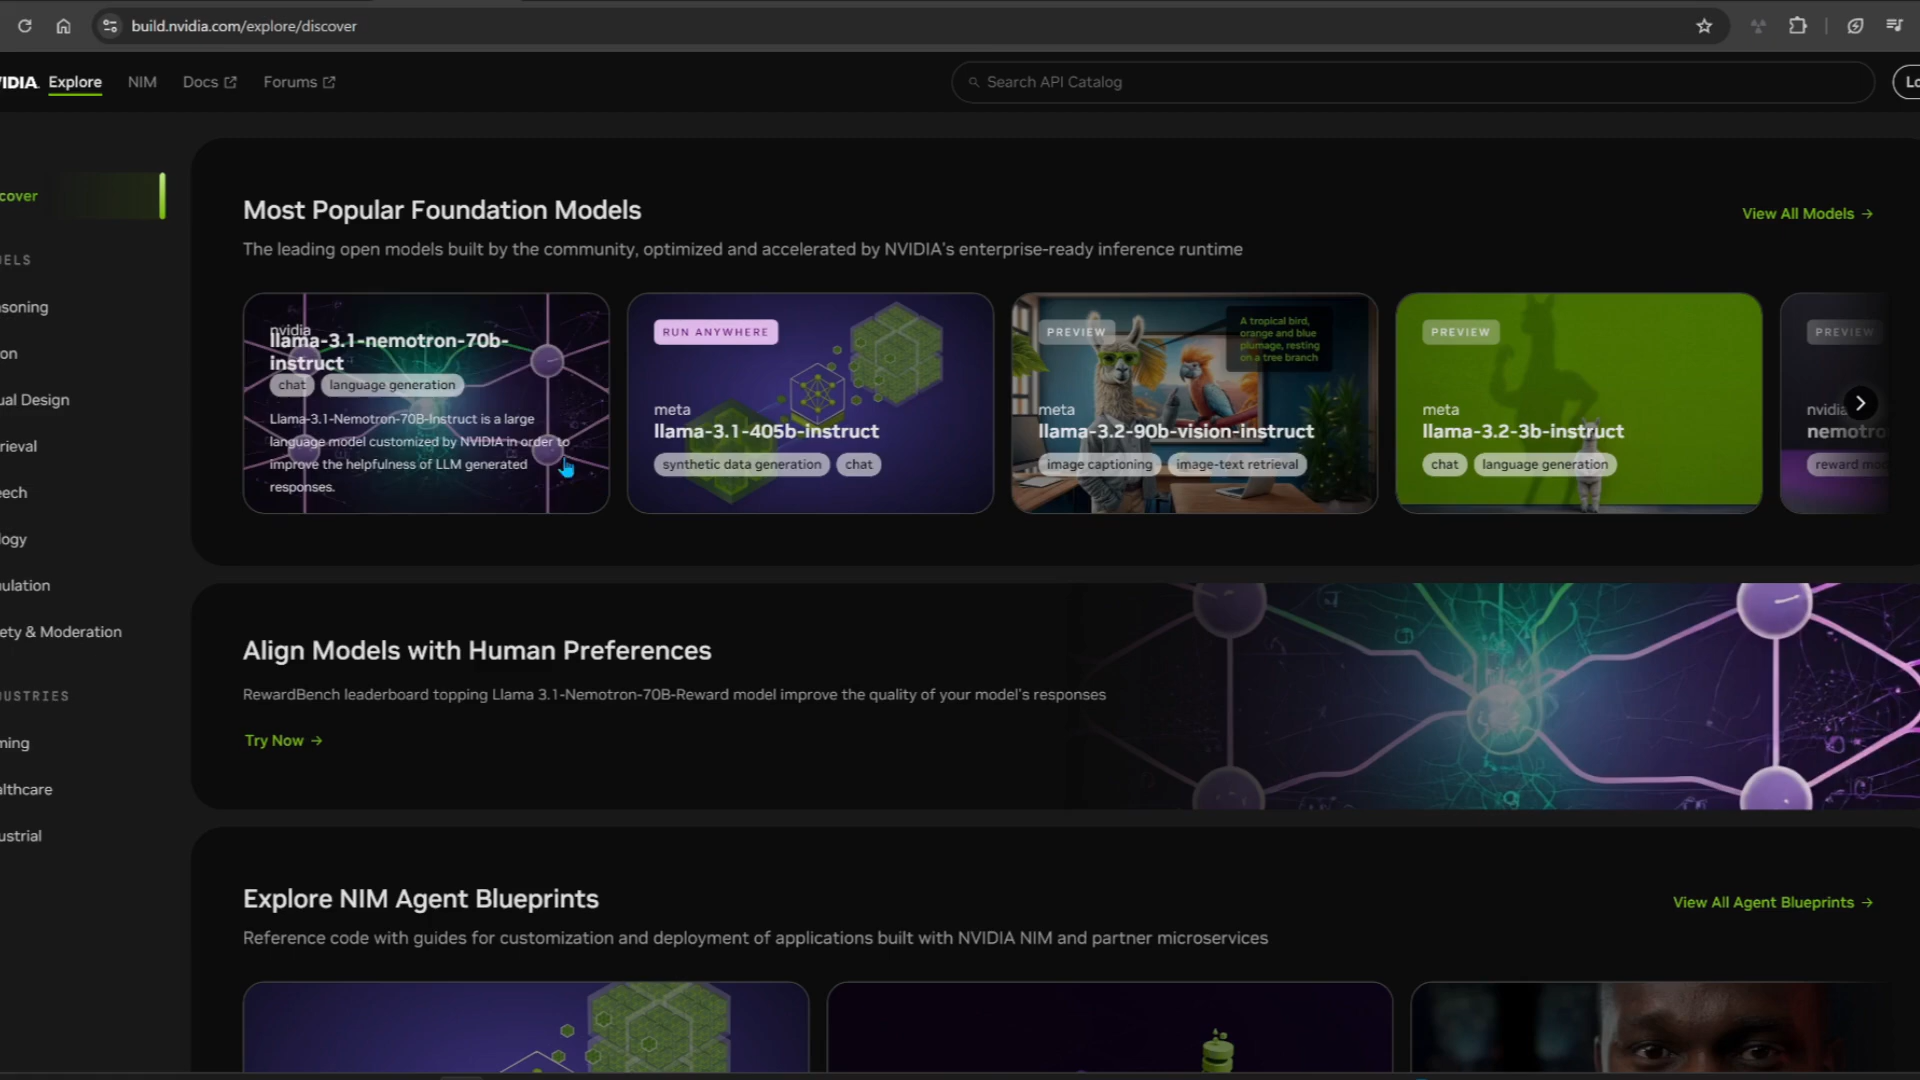 build.nvidia.com/explore/discover
VIDIA. Explore NIM Docs Forums
Search API Catalog
Lo
cover
ELS
soning
on
ual Design
rieval
ech
logy
ulation
ety & Moderation
USTRIES
ming
althcare
ustrial
Most Popular Foundation Models
View All Models →
The leading open models built by the community, optimized and accelerated by NVIDIA's enterprise-ready inference runtime
nvidia
llama-3.1-nemotron-70b-
instruct
chat language generation
Llama-3.1-Nemotron-70B-Instruct is a large
language model customized by NVIDIA in order to
improve the helpfulness of LLM generated
responses.
RUN ANYWHERE
meta
llama-3.1-405b-instruct
synthetic data generation chat
PREVIEW
A tropical bird,
orange and blue
plumage, resting
on a tree branch
meta
llama-3.2-90b-vision-instruct
image captioning image-text retrieval
PREVIEW
meta
llama-3.2-3b-instruct
chat language generation
PREVIEW
nvidia
nemotro
reward mod
Align Models with Human Preferences
RewardBench leaderboard topping Llama 3.1-Nemotron-70B-Reward model improve the quality of your model's responses
Try Now →
Explore NIM Agent Blueprints
View All Agent Blueprints →
Reference code with guides for customization and deployment of applications built with NVIDIA NIM and partner microservices